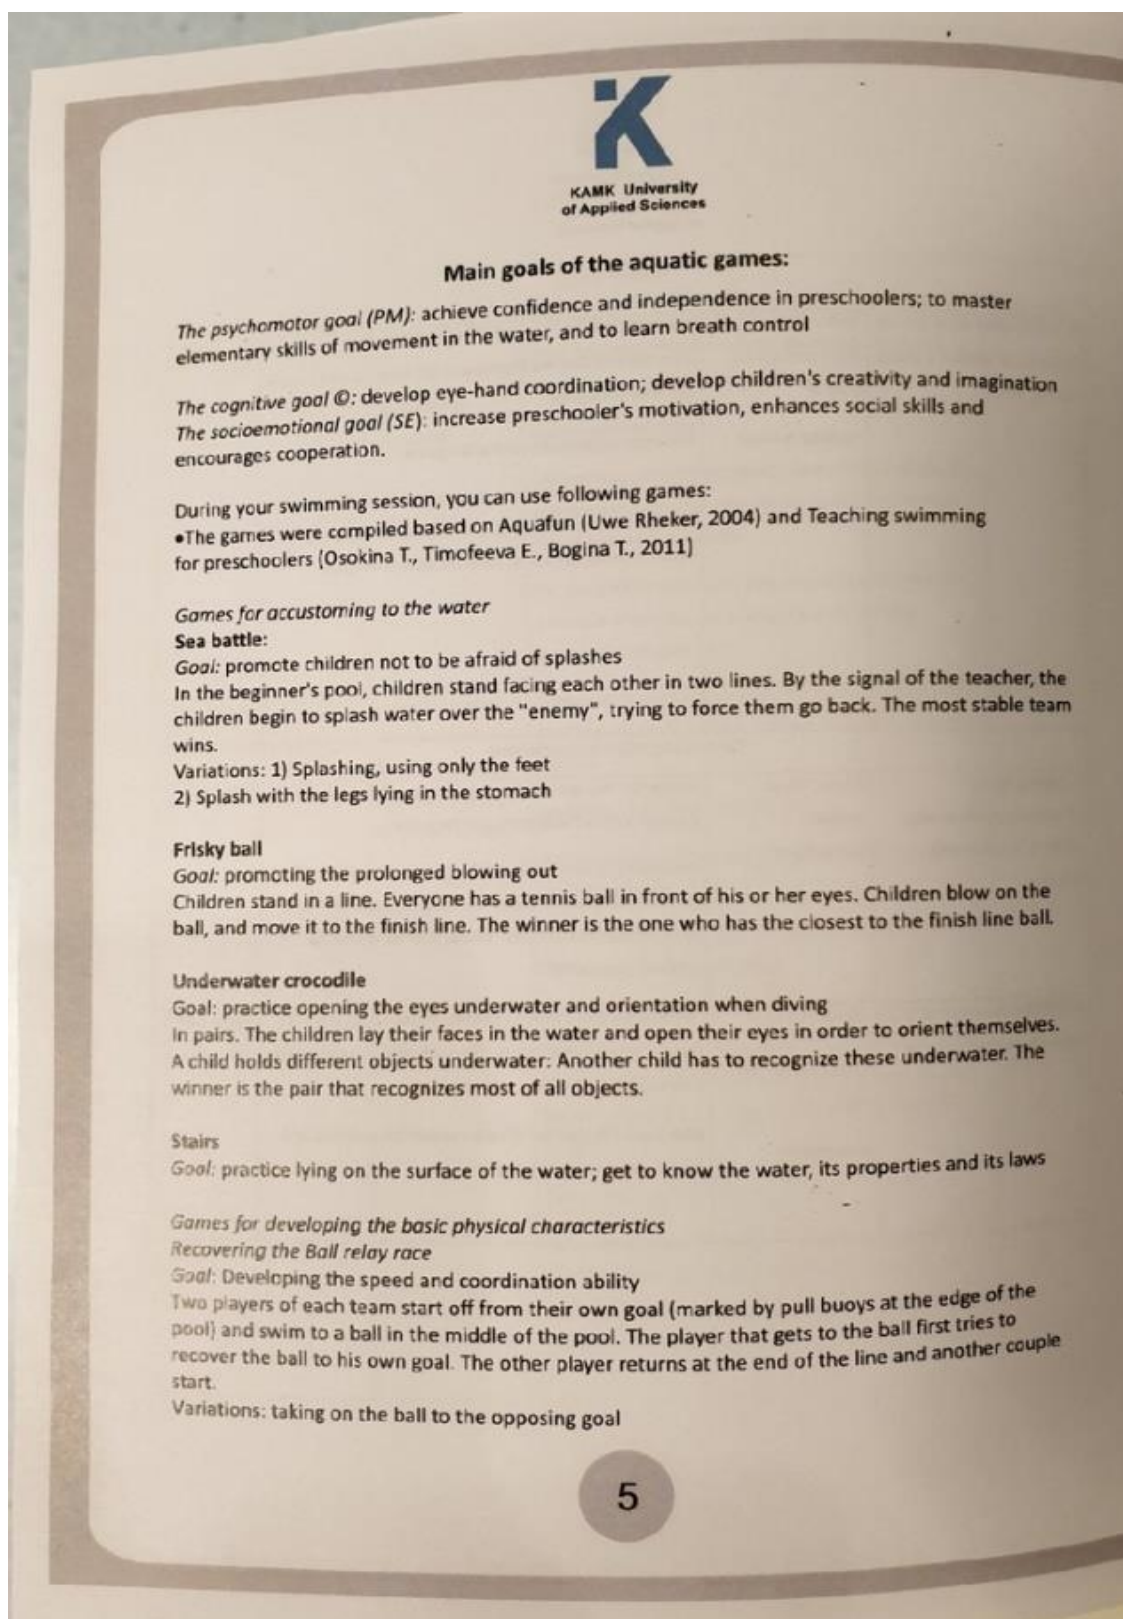 KAMK University
of Applied Sciences
Main goals of the aquatic games:
The psychomotor goal (PM): achieve confidence and independence in preschoolers; to master
elementary skills of movement in the water, and to learn breath control
The cognitive goal ©: develop eye-hand coordination; develop children's creativity and imagination
The socioemotional goal (SE): increase preschooler's motivation, enhances social skills and
encourages cooperation.
During your swimming session, you can use following games:
•The games were compiled based on Aquafun (Uwe Rheker, 2004) and Teaching swimming
for preschoolers (Osokina T., Timofeeva E., Bogina T., 2011)
Games for accustoming to the water
Sea battle:
Goal: promote children not to be afraid of splashes
In the beginner's pool, children stand facing each other in two lines. By the signal of the teacher, the
children begin to splash water over the "enemy", trying to force them go back. The most stable team
wins.
Variations: 1) Splashing, using only the feet
2) Splash with the legs lying in the stomach
Frisky ball
Goal: promoting the prolonged blowing out
Children stand in a line. Everyone has a tennis ball in front of his or her eyes. Children blow on the
ball, and move it to the finish line. The winner is the one who has the closest to the finish line ball.
Underwater crocodile
Goal: practice opening the eyes underwater and orientation when diving
In pairs. The children lay their faces in the water and open their eyes in order to orient themselves.
A child holds different objects underwater: Another child has to recognize these underwater. The
winner is the pair that recognizes most of all objects.
Stairs
Goal: practice lying on the surface of the water; get to know the water, its properties and its laws
Games for developing the basic physical characteristics
Recovering the Ball relay race
Goal: Developing the speed and coordination ability
Two players of each team start off from their own goal (marked by pull buoys at the edge of the
pool) and swim to a ball in the middle of the pool. The player that gets to the ball first tries to
recover the ball to his own goal. The other player returns at the end of the line and another couple
start.
Variations: taking on the ball to the opposing goal
5